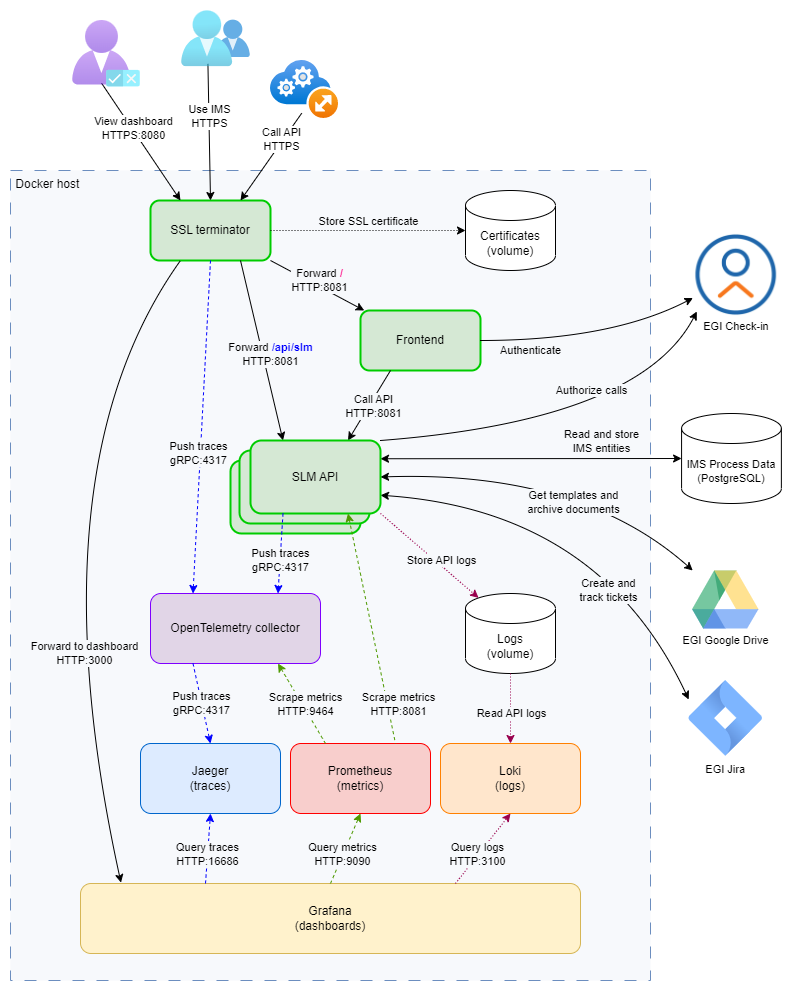 View dashboard
HTTPS:8080
Use IMS
HTTPS
Call API
HTTPS
Docker host
SSL terminator
Store SSL certificate
Certificates
(volume)
Forward /
HTTP:8081
EGI Check-in
Frontend
Authenticate
Forward /api/slm
HTTP:8081
Call API
HTTP:8081
Authorize calls
Push traces
gRPC:4317
SLM API
Read and store
IMS entities
IMS Process Data
(PostgreSQL)
Get templates and
archive documents
Push traces
gRPC:4317
Store API logs
Create and
track tickets
OpenTelemetry collector
Logs
(volume)
EGI Google Drive
Forward to dashboard
HTTP:3000
Push traces
gRPC:4317
Scrape metrics
HTTP:9464
Scrape metrics
HTTP:8081
Read API logs
EGI Jira
Jaeger
(traces)
Prometheus
(metrics)
Loki
(logs)
Query traces
HTTP:16686
Query metrics
HTTP:9090
Query logs
HTTP:3100
Grafana
(dashboards)